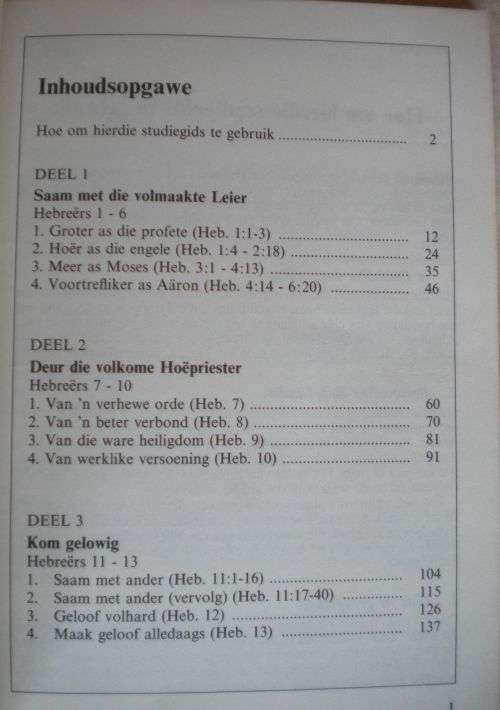 Inhoudsopgawe
Hoe om hierdie studiegids te gebruik ................................ 2
DEEL 1
Saam met die volmaakte Leier
Hebreërs 1 - 6
1. Groter as die profete (Heb. 1:1-3) ................................ 12
2. Hoër as die engele (Heb. 1:4 - 2:18) .............................. 24
3. Meer as Moses (Heb. 3:1 - 4:13) .................................. 35
4. Voortrefliker as Aäron (Heb. 4:14 - 6:20) .................... 46
DEEL 2
Deur die volkome Hoëpriester
Hebreërs 7 - 10
1. Van 'n verhewe orde (Heb. 7) ........................................ 60
2. Van 'n beter verbond (Heb. 8) ........................................ 70
3. Van die ware heiligdom (Heb. 9) .................................... 81
4. Van werklike versoening (Heb. 10) ................................ 91
DEEL 3
Kom gelowig
Hebreërs 11 - 13
1. Saam met ander (Heb. 11:1-16) .................................. 104
2. Saam met ander (vervolg) (Heb. 11:17-40) ............... 115
3. Geloof volhard (Heb. 12) ............................................ 126
4. Maak geloof alledaags (Heb. 13) ............................... 137
1